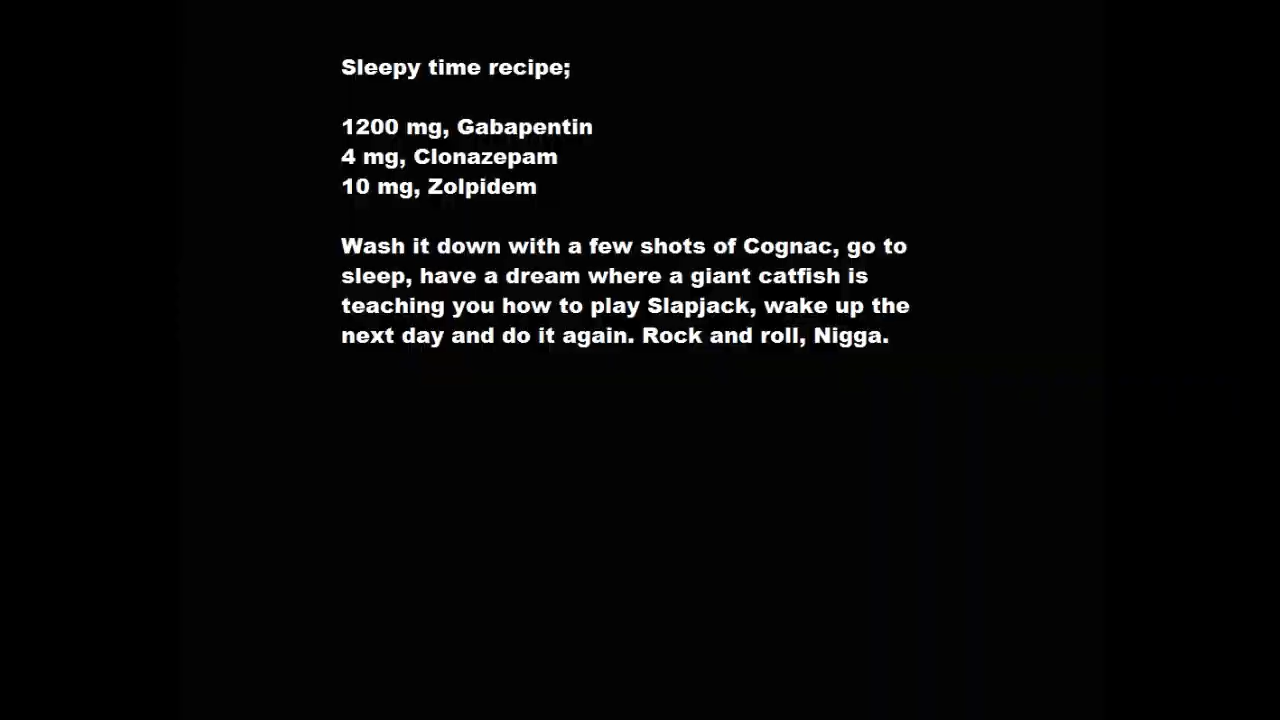 Sleepy time recipe;
1200 mg, Gabapentin
4 mg, Clonazepam
10 mg, Zolpidem
Wash it down with a few shots of Cognac, go to
sleep, have a dream where a giant catfish is
teaching you how to play Slapjack, wake up the
next day and do it again. Rock and roll, Nigga.